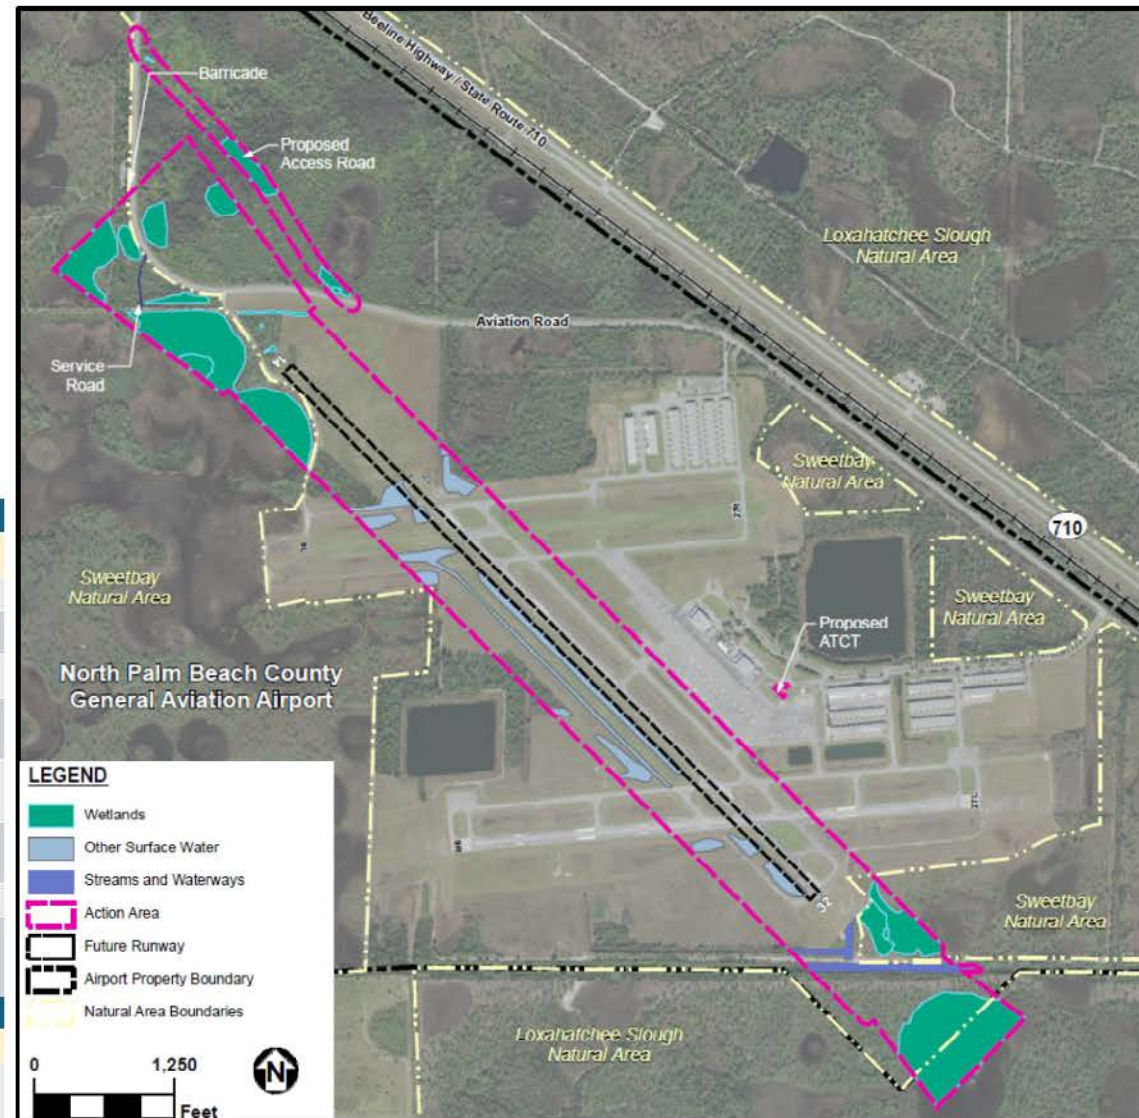 Beeline Highway / State Route 710
Barricade
Proposed
Access Road
Loxahatchee Slough
Natural Area
Aviation Road
Service
Road
14
Sweetbay
Natural Area
27R
710
9L
Sweetbay
Natural Area
Sweetbay
Natural Area
Proposed
ATCT
North Palm Beach County
General Aviation Airport
LEGEND
Wetlands
Other Surface Water
Streams and Waterways
Action Area
Future Runway
Airport Property Boundary
Natural Area Boundaries
0
1,250
Feet
N
32
Sweetbay
Natural Area
Loxahatchee Slough
Natural Area